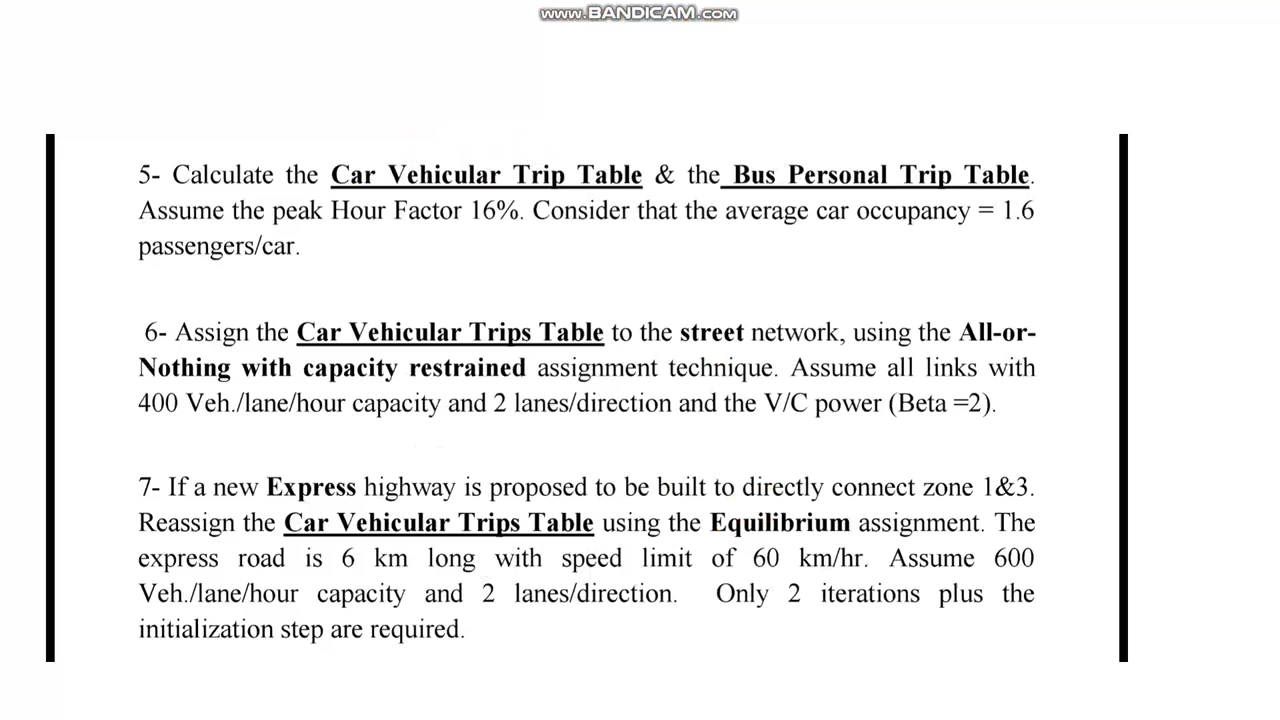 www.BANDICAM.com
5- Calculate the Car Vehicular Trip Table & the Bus Personal Trip Table.
Assume the peak Hour Factor 16%. Consider that the average car occupancy = 1.6
passengers/car.
6- Assign the Car Vehicular Trips Table to the street network, using the All-or-
Nothing with capacity restrained assignment technique. Assume all links with
400 Veh./lane/hour capacity and 2 lanes/direction and the V/C power (Beta =2).
7- If a new Express highway is proposed to be built to directly connect zone 1&3.
Reassign the Car Vehicular Trips Table using the Equilibrium assignment. The
express road is 6 km long with speed limit of 60 km/hr. Assume 600
Veh./lane/hour capacity and 2 lanes/direction. Only 2 iterations plus the
initialization step are required.